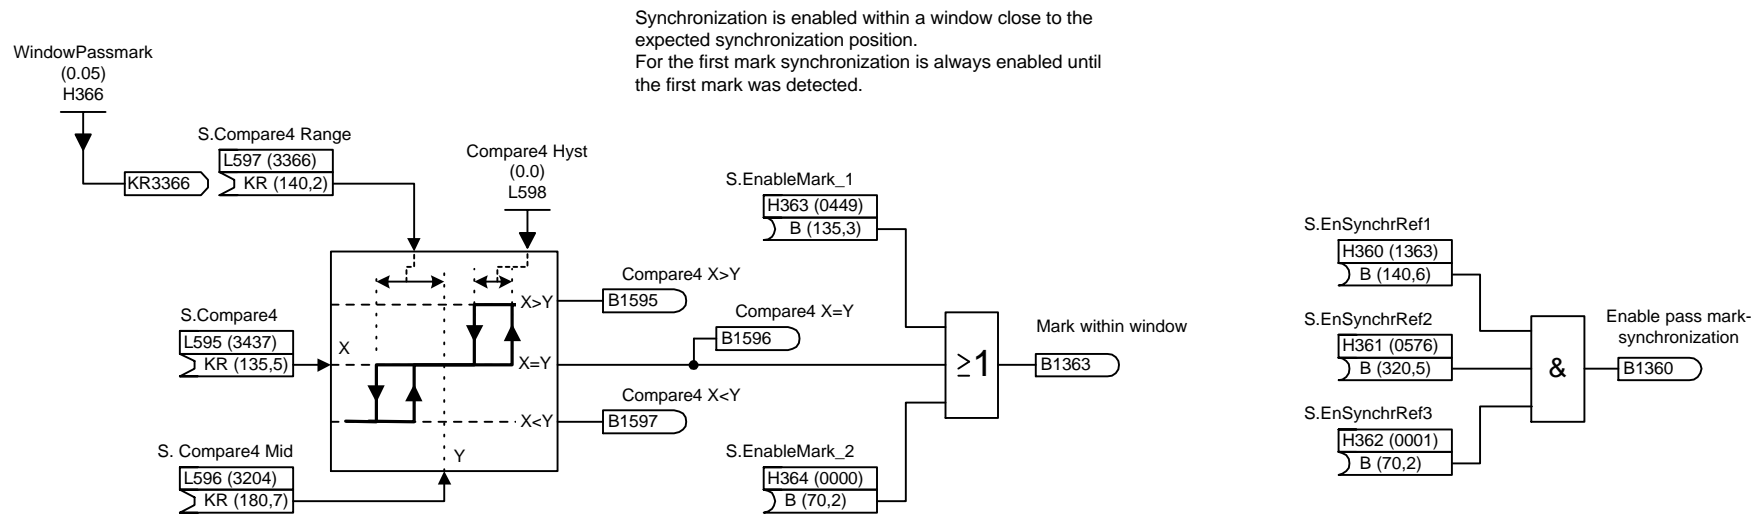 Synchronization is enabled within a window close to the
expected synchronization position.
For the first mark synchronization is always enabled until
the first mark was detected.
WindowPassmark
(0.05)
H366
KR3366
S.Compare4 Range
L597 (3366)
KR (140,2)
Compare4 Hyst
(0.0)
L598
S.Compare4
L595 (3437)
KR (135,5)
S. Compare4 Mid
L596 (3204)
KR (180,7)
X
Y
X>Y
X=Y
X<Y
Compare4 X>Y
B1595
Compare4 X=Y
B1596
Compare4 X<Y
B1597
S.EnableMark_1
H363 (0449)
B (135,3)
S.EnableMark_2
H364 (0000)
B (70,2)
≥1
Mark within window
B1363
S.EnSynchrRef1
H360 (1363)
B (140,6)
S.EnSynchrRef2
H361 (0576)
B (320,5)
S.EnSynchrRef3
H362 (0001)
B (70,2)
&
Enable pass mark-
synchronization
B1360